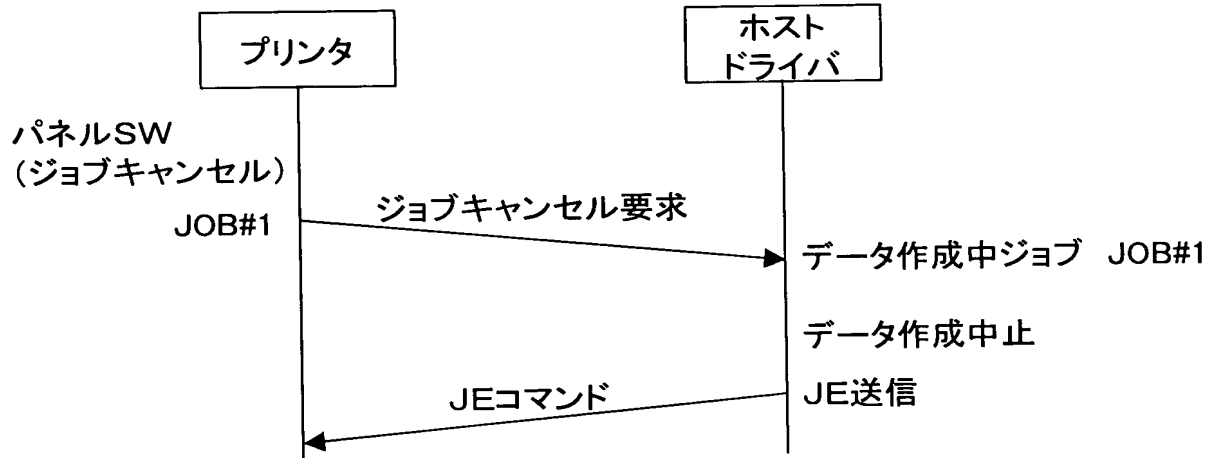 プリンタ
ホスト
ドライバ
パネルSW
(ジョブキャンセル)
JOB#1
ジョブキャンセル要求
データ作成中ジョブ JOB#1
データ作成中止
JEコマンド
JE送信